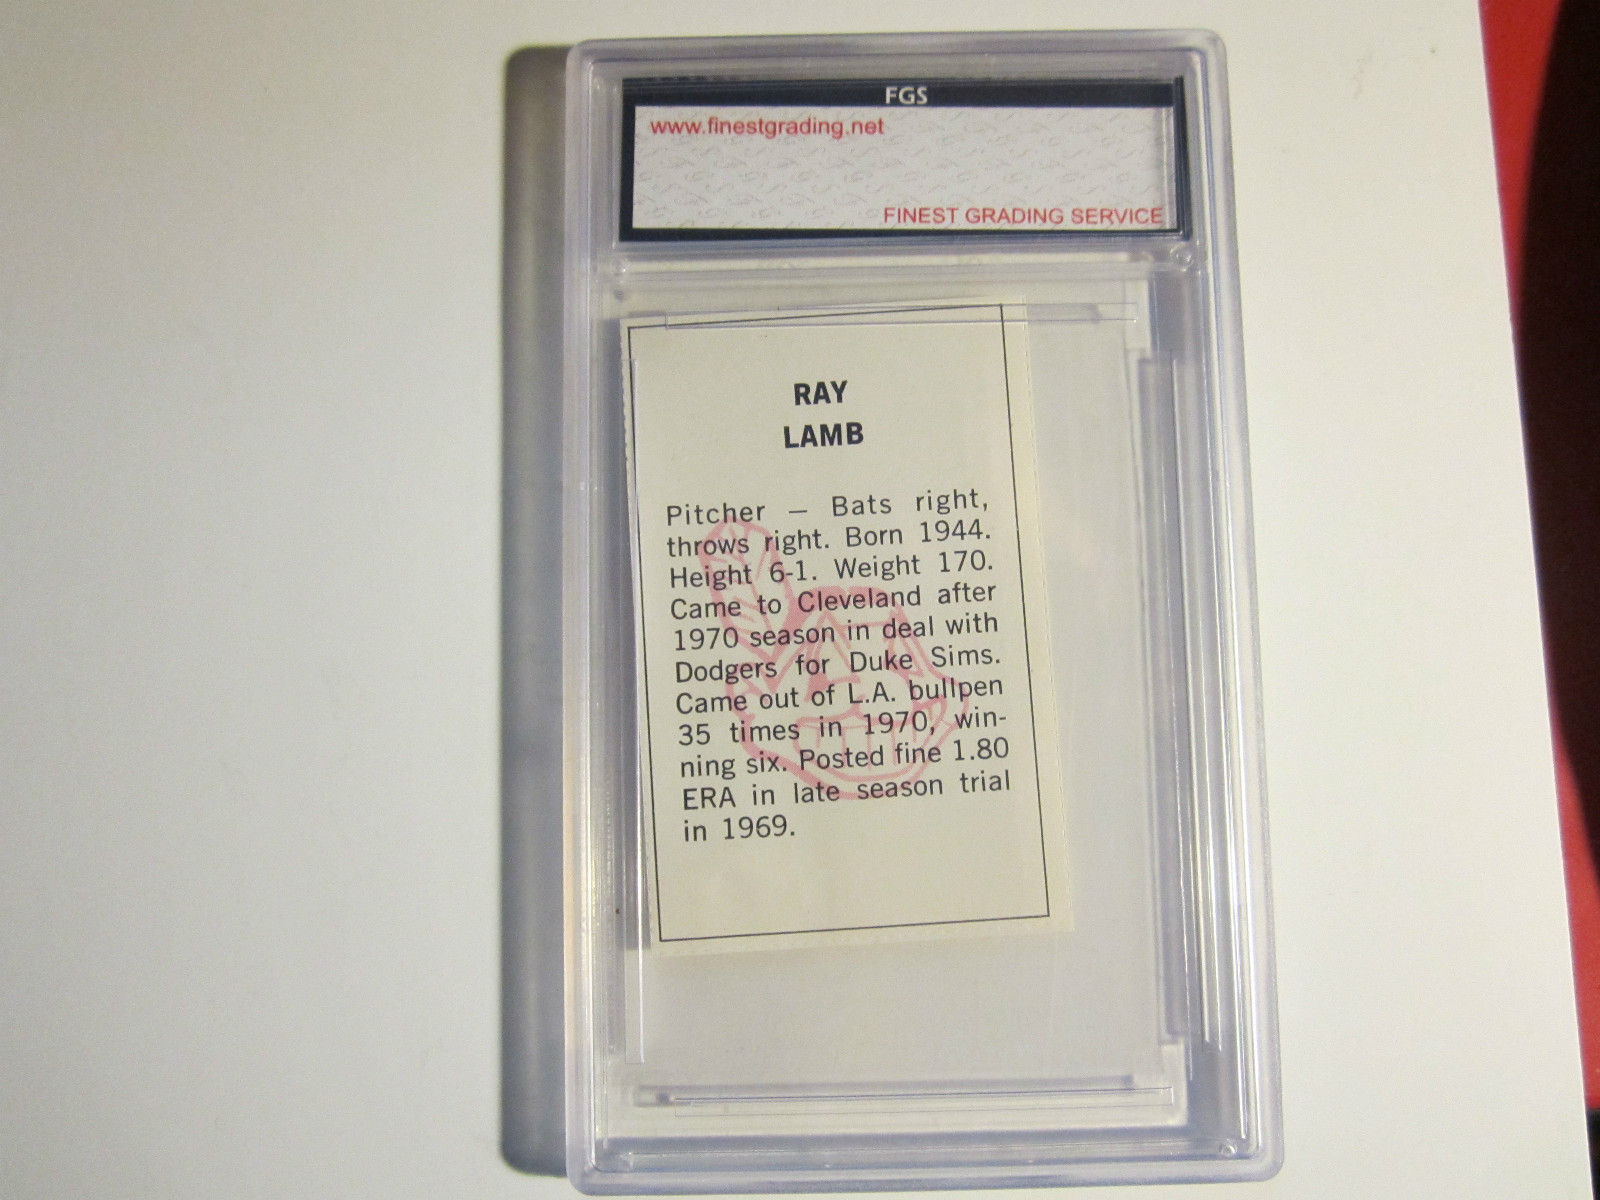 FGS
www.finestgrading.net
FINEST GRADING SERVICE
RAY
LAMB
Pitcher — Bats right,
throws right. Born 1944.
Height 6-1. Weight 170.
Came to Cleveland after
1970 season in deal with
Dodgers for Duke Sims.
Came out of L.A. bullpen
35 times in 1970, win-
ning six. Posted fine 1.80
ERA in late season trial
in 1969.